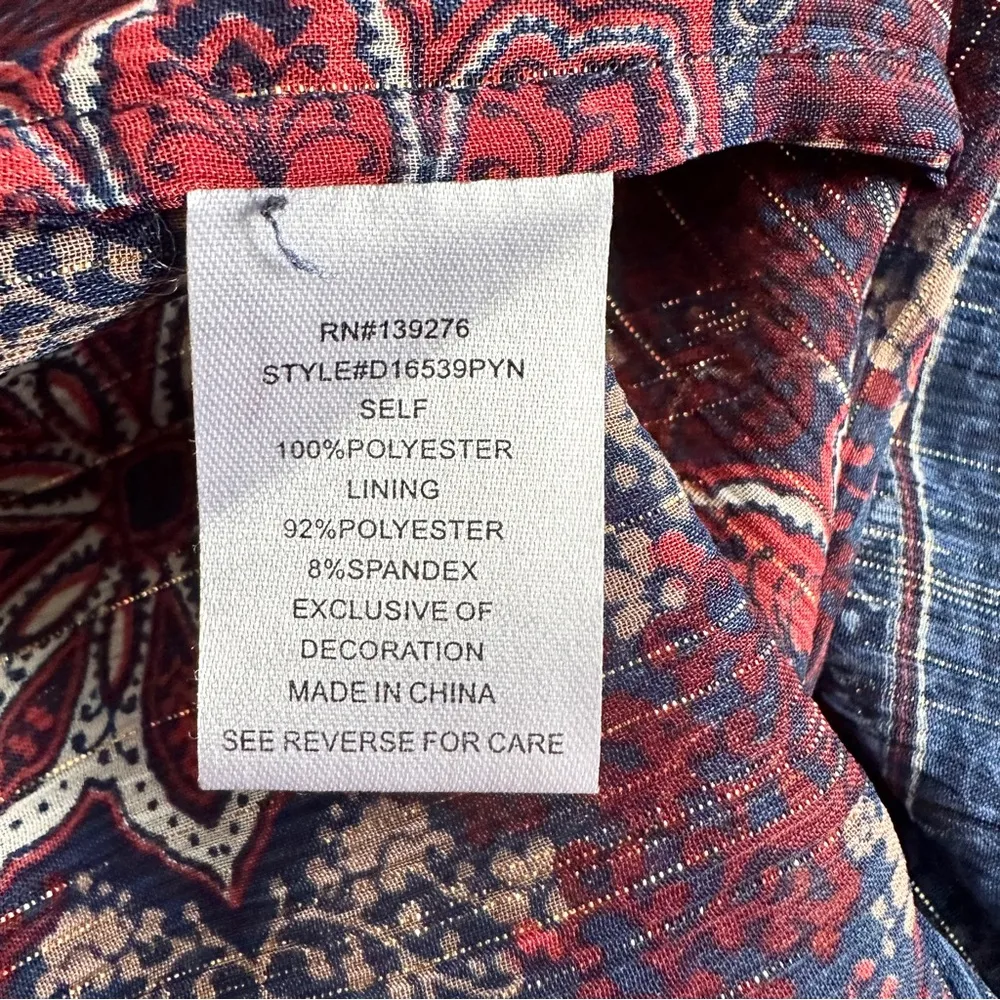 RN#139276
STYLE#D16539PYN
SELF
100%POLYESTER
LINING
92%POLYESTER
8%SPANDEX
EXCLUSIVE OF
DECORATION
MADE IN CHINA
SEE REVERSE FOR CARE